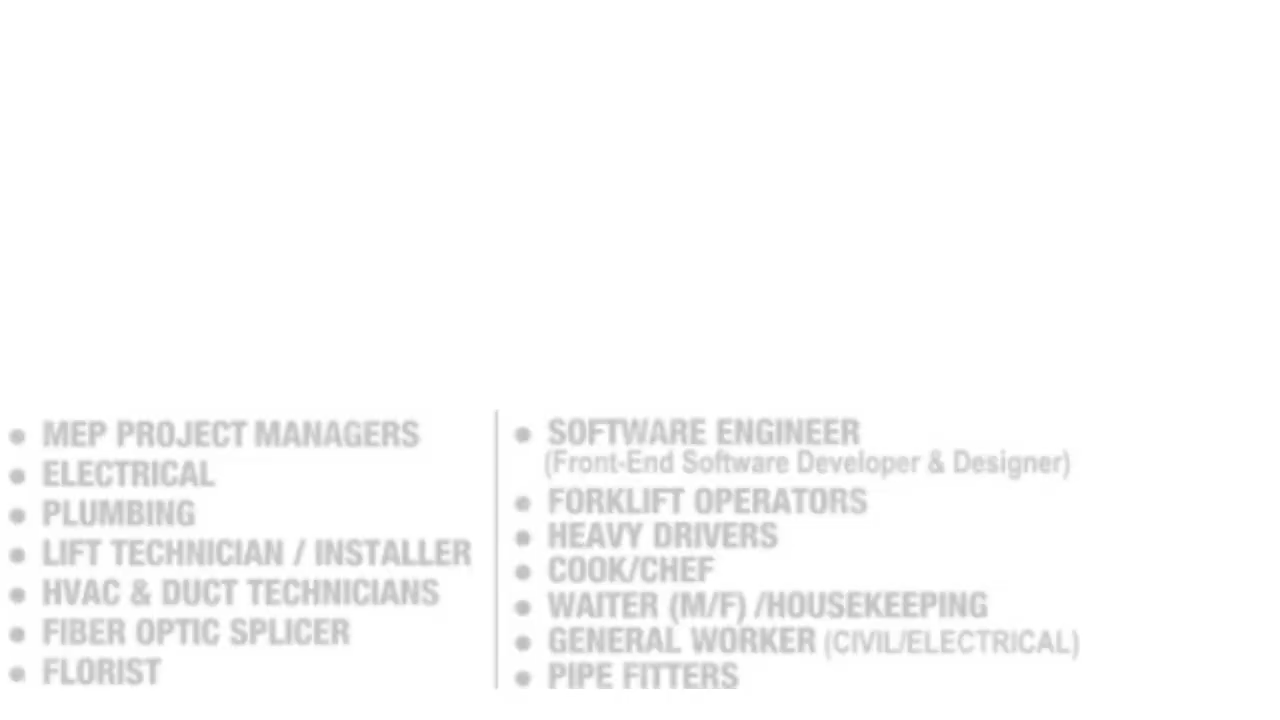 • MEP PROJECT MANAGERS
• ELECTRICAL
• PLUMBING
• LIFT TECHNICIAN / INSTALLER
• HVAC & DUCT TECHNICIANS
• FIBER OPTIC SPLICER
• FLORIST
• SOFTWARE ENGINEER
(Front-End Software Developer & Designer)
• FORKLIFT OPERATORS
• HEAVY DRIVERS
• COOK/CHEF
• WAITER (M/F) /HOUSEKEEPING
• GENERAL WORKER (CIVIL/ELECTRICAL)
• PIPE FITTERS